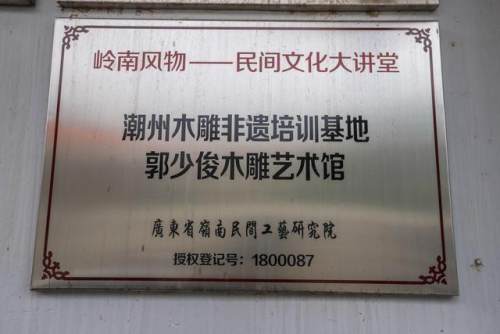 岭南风物——民间文化大讲堂
潮州木雕非遗培训基地
郭少俊木雕艺术馆
廣東省嶺南民間工藝研究院
授权登记号：1800087